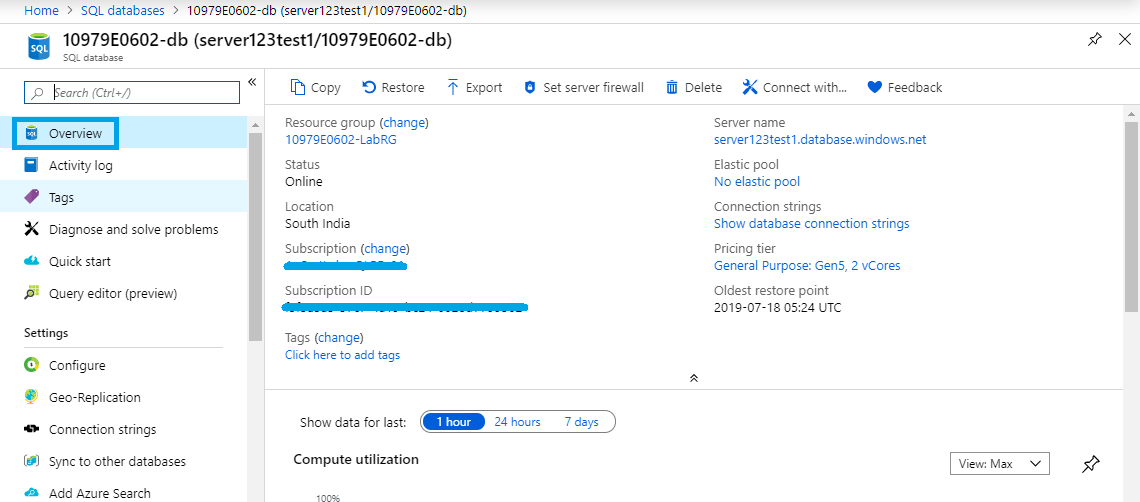 Home > SQL databases > 10979E0602-db (server123test1/10979E0602-db)
10979E0602-db (server123test1/10979E0602-db)
SQL database
Search (Ctrl+/)
Overview
Activity log
Tags
Diagnose and solve problems
Quick start
Query editor (preview)
Settings
Configure
Geo-Replication
Connection strings
Sync to other databases
Add Azure Search
Copy Restore Export Set server firewall Delete Connect with... Feedback
Resource group (change)
10979E0602-LabRG
Status
Online
Location
South India
Subscription (change)
Subscription ID
Tags (change)
Click here to add tags
Server name
server123test1.database.windows.net
Elastic pool
No elastic pool
Connection strings
Show database connection strings
Pricing tier
General Purpose: Gen5, 2 vCores
Oldest restore point
2019-07-18 05:24 UTC
Show data for last: 1 hour 24 hours 7 days
Compute utilization
View: Max
100%